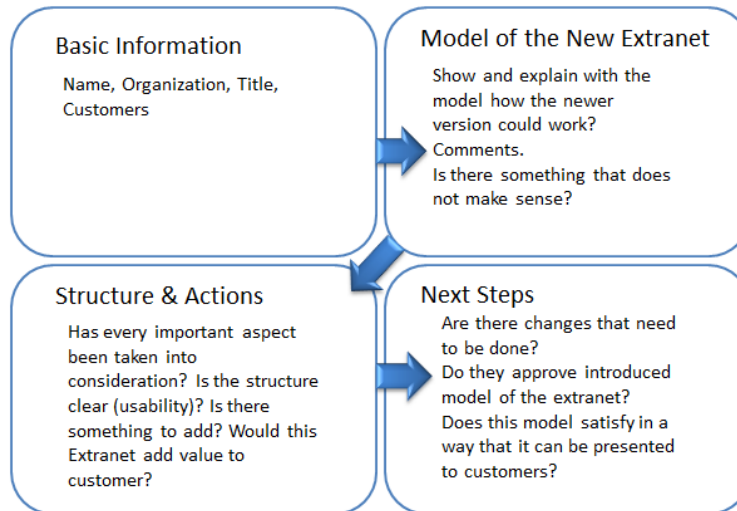 Basic Information
Name, Organization, Title,
Customers
Model of the New Extranet
Show and explain with the
model how the newer
version could work?
Comments.
Is there something that does
not make sense?
Structure & Actions
Has every important aspect
been taken into
consideration? Is the structure
clear (usability)? Is there
something to add? Would this
Extranet add value to
customer?
Next Steps
Are there changes that need
to be done?
Do they approve introduced
model of the extranet?
Does this model satisfy in a
way that it can be presented
to customers?